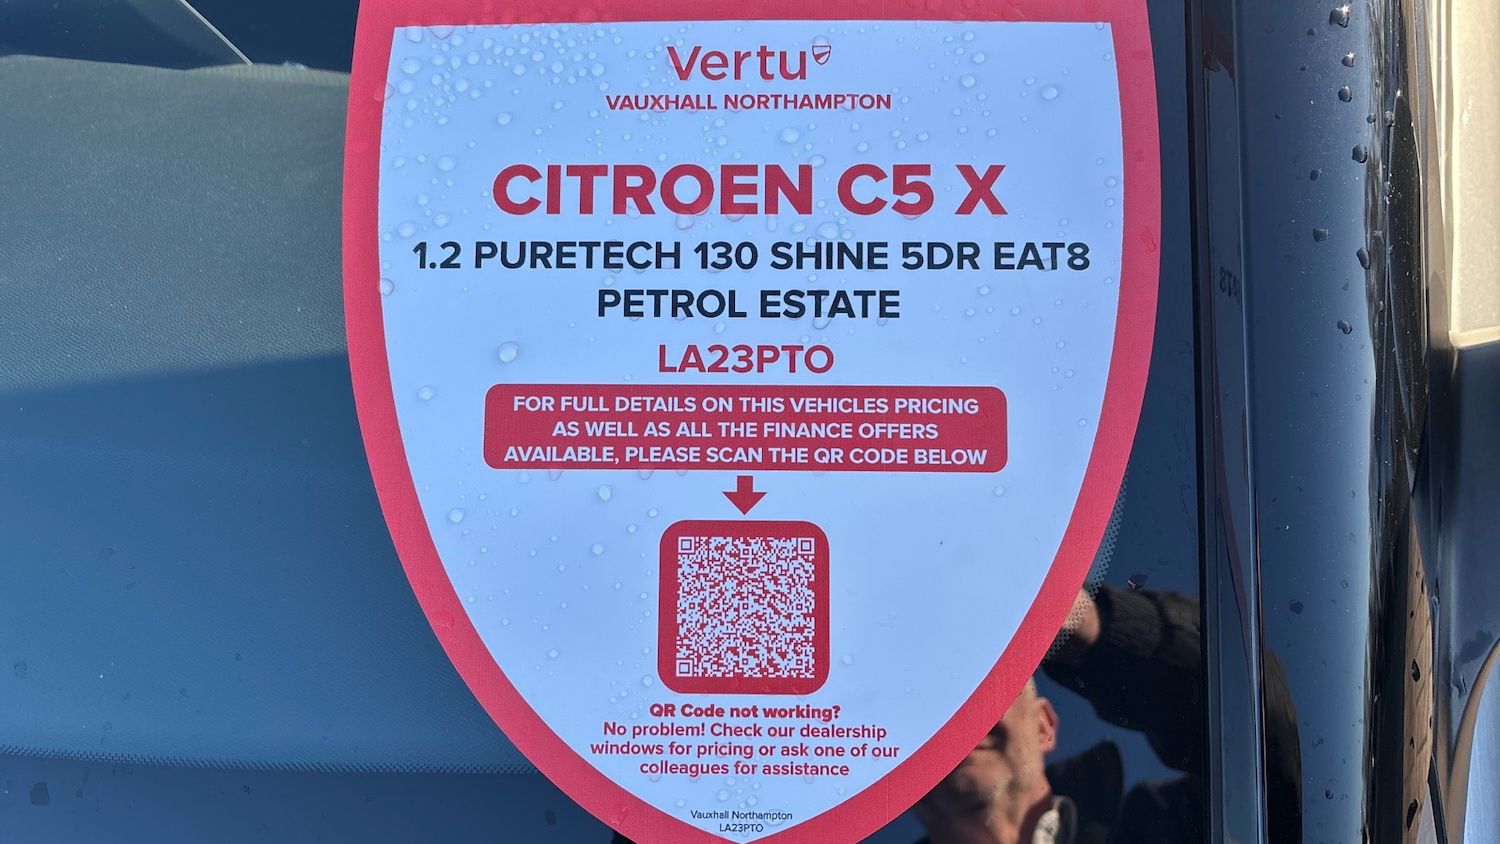 Vertu
VAUXHALL NORTHAMPTON
CITROEN C5 X
1.2 PURETECH 130 SHINE 5DR EAT8
PETROL ESTATE
LA23PTO
FOR FULL DETAILS ON THIS VEHICLES PRICING
AS WELL AS ALL THE FINANCE OFFERS
AVAILABLE, PLEASE SCAN THE QR CODE BELOW
QR Code not working?
No problem! Check our dealership
windows for pricing or ask one of our
colleagues for assistance
Vauxhall Northampton
LA23PTO